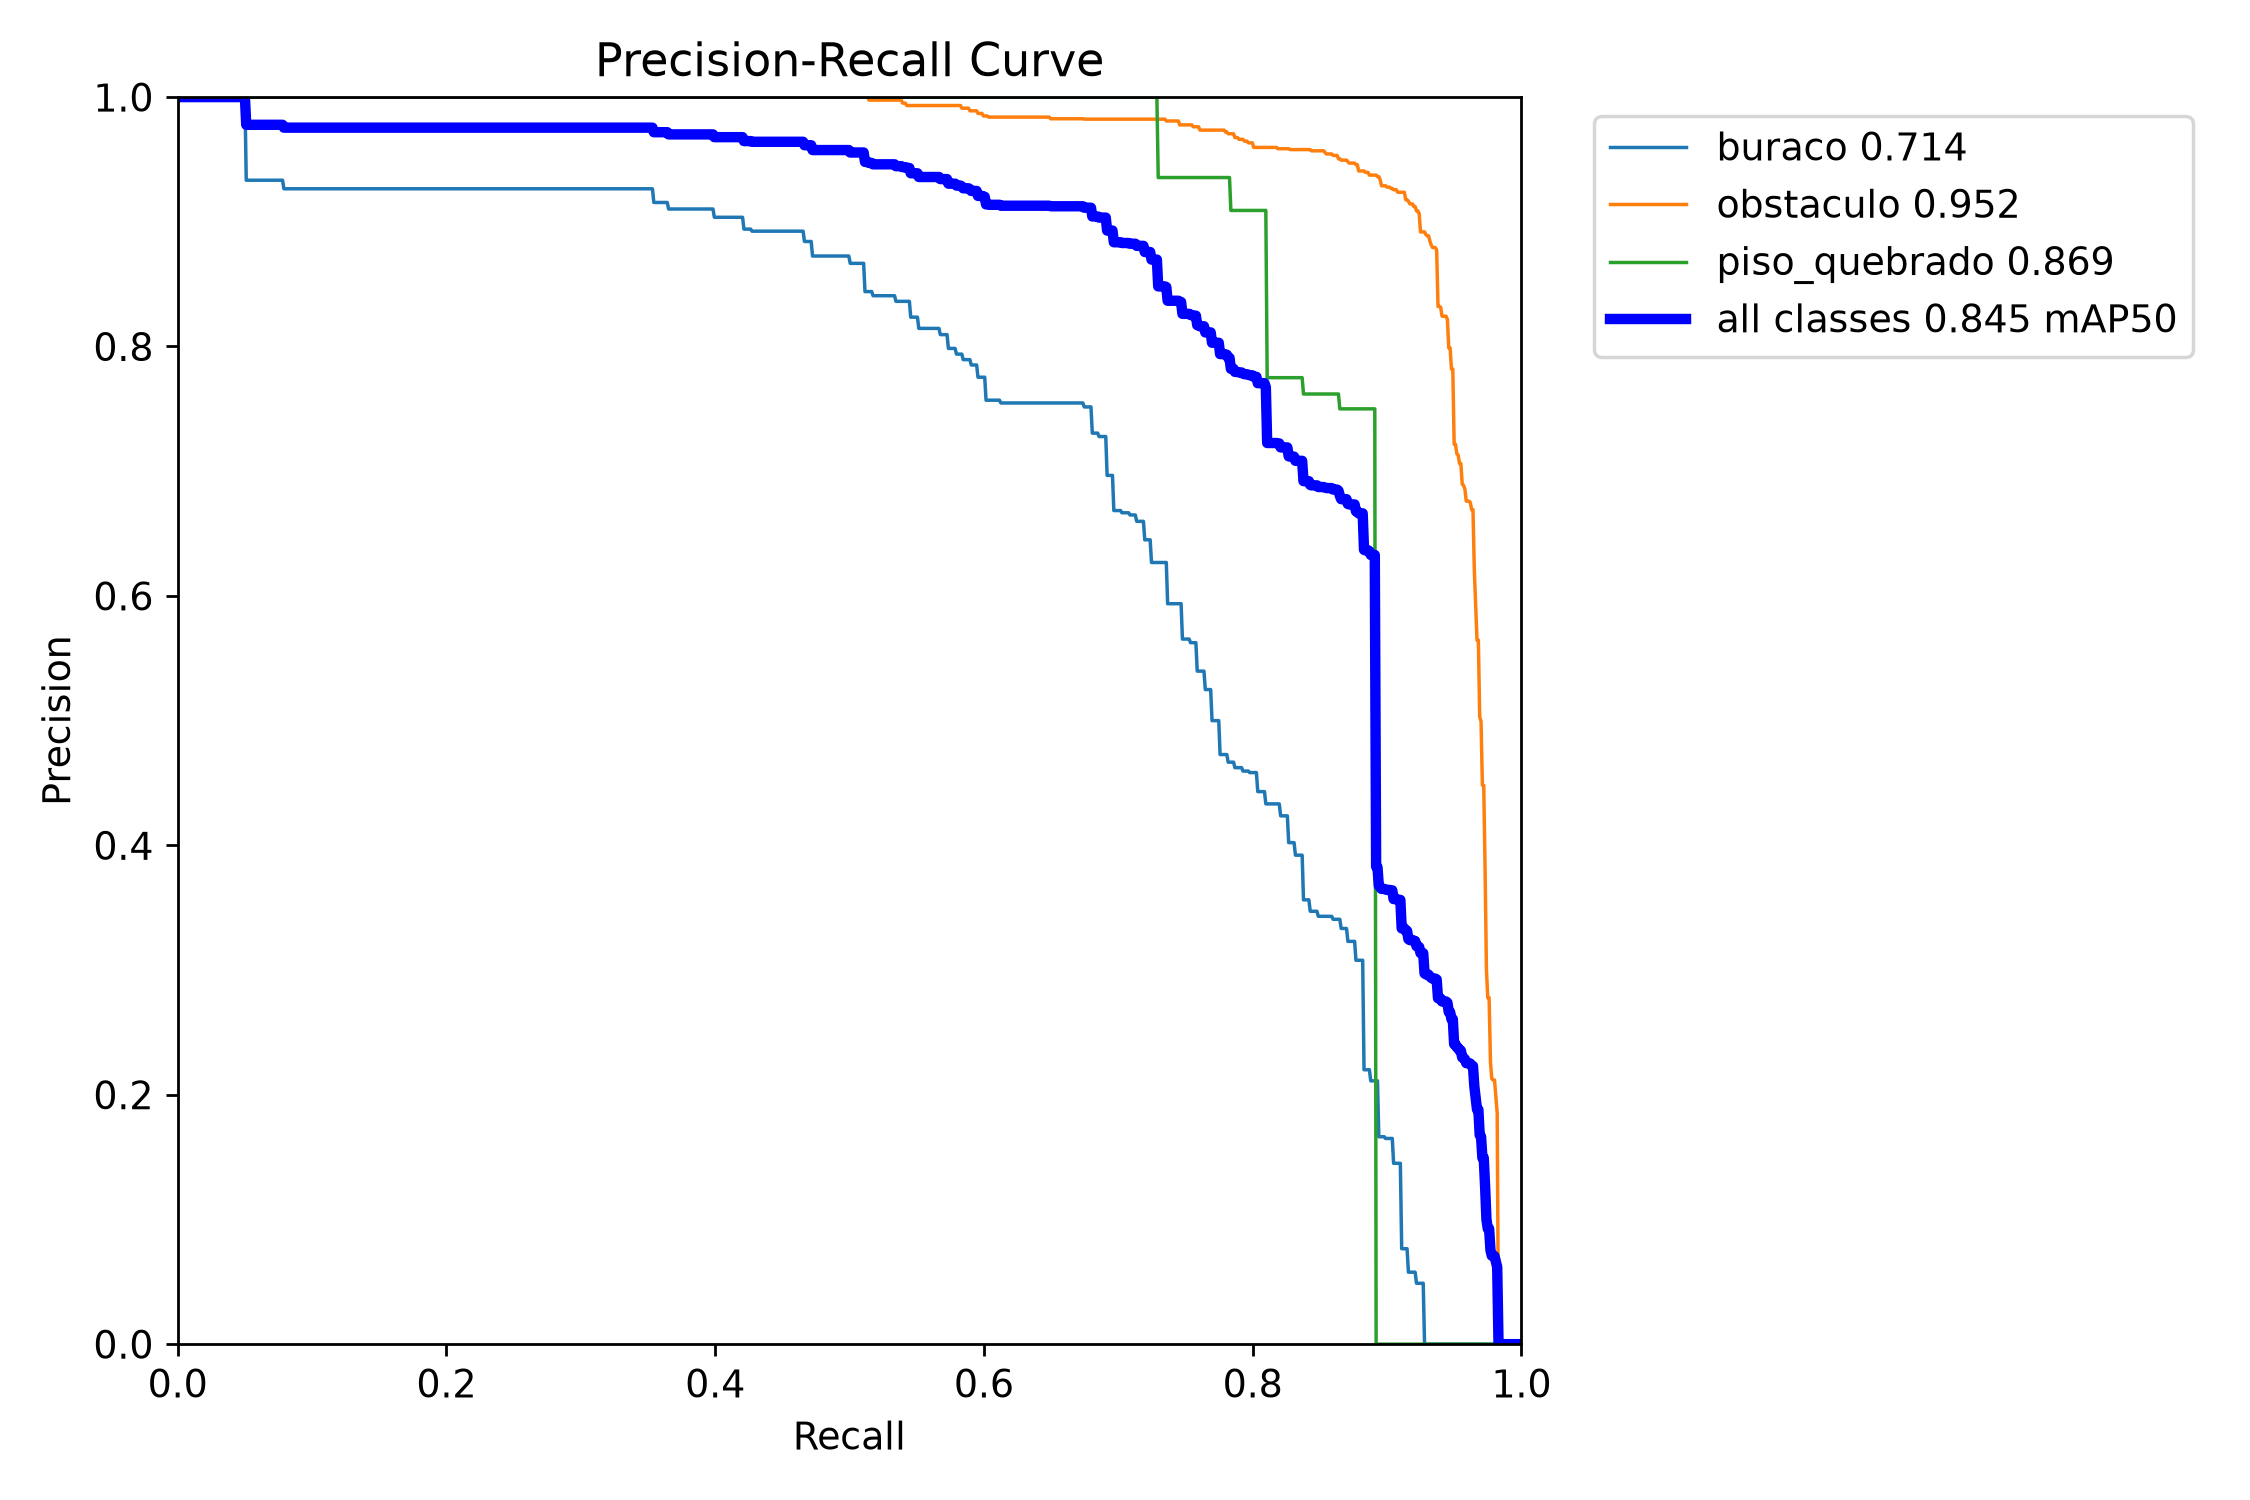 Precision-Recall Curve
1.0
0.8
0.6
0.4
0.2
0.0
Precision
0.0 0.2 0.4 0.6 0.8 1.0
Recall
buraco 0.714
obstaculo 0.952
piso_quebrado 0.869
all classes 0.845 mAP50